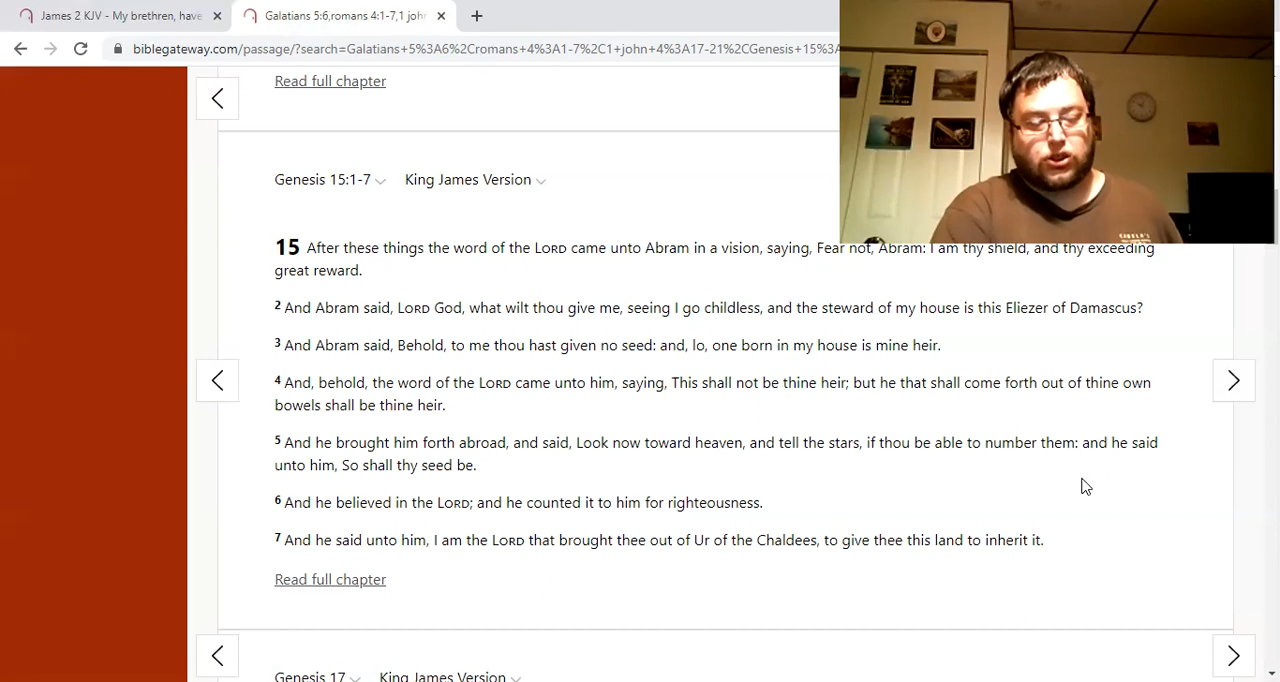 James 2 KJV - My brethren, have
Galatians 5:6,romans 4:1-7,1 joh
biblegateway.com/passage/?search=Galatians+5%3A6%2Cromans+4%3A1-7%2C1+john+4%3A17-21%2CGenesis+15%3A
Read full chapter
Genesis 15:1-7 King James Version
15 After these things the word of the LORD came unto Abram in a vision, saying, Fear not, Abram: I am thy shield, and thy exceeding
great reward.
2 And Abram said, LORD God, what wilt thou give me, seeing I go childless, and the steward of my house is this Eliezer of Damascus?
3 And Abram said, Behold, to me thou hast given no seed: and, lo, one born in my house is mine heir.
4 And, behold, the word of the LORD came unto him, saying, This shall not be thine heir; but he that shall come forth out of thine own
bowels shall be thine heir.
5 And he brought him forth abroad, and said, Look now toward heaven, and tell the stars, if thou be able to number them: and he said
unto him, So shall thy seed be.
6 And he believed in the LORD; and he counted it to him for righteousness.
7 And he said unto him, I am the LORD that brought thee out of Ur of the Chaldees, to give thee this land to inherit it.
Read full chapter
Genesis 17 King James Version